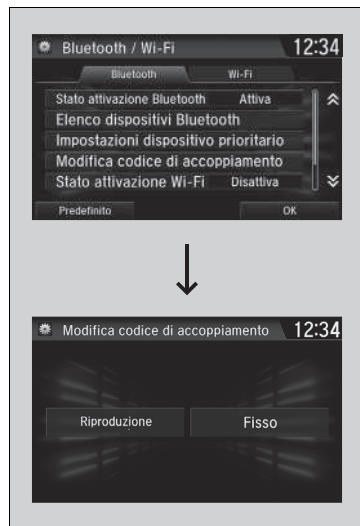 Bluetooth / Wi-Fi 12:34
Bluetooth Wi-Fi
Stato attivazione Bluetooth Attiva
Elenco dispositivi Bluetooth
Impostazioni dispositivo prioritario
Modifica codice di accoppiamento
Stato attivazione Wi-Fi Disattiva
Predefinito OK
Modifica codice di accoppiamento 12:34
Riproduzione Fisso